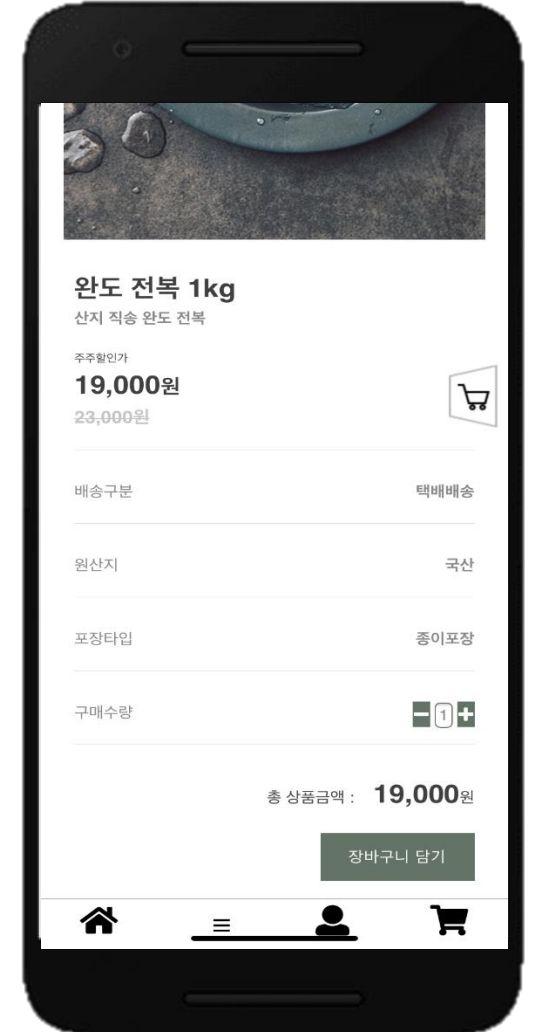 완도 전복 1kg
산지 직송 완도 전복
주주할인가
19,000원
23,000원
배송구분 택배배송
원산지 국산
포장타입 종이포장
구매수량 1
총 상품금액 : 19,000원
장바구니 담기